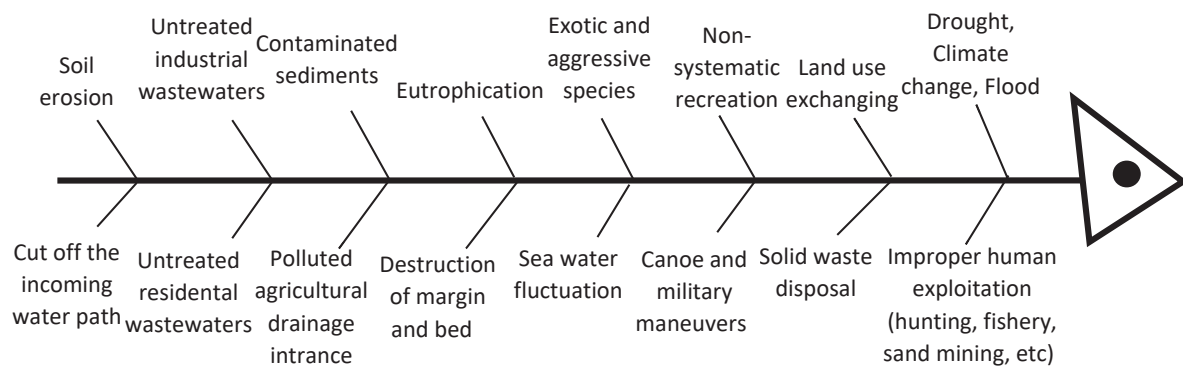 Soil
erosion
Untreated
industrial
wastewaters
Contaminated
sediments
Eutrophication
Exotic and
aggressive
species
Non-
systematic
recreation
Land use
exchanging
Drought,
Climate
change, Flood
Cut off the
incoming
water path
Untreated
residental
wastewaters
Polluted
agricultural
drainage
intrance
Destruction
of margin
and bed
Sea water
fluctuation
Canoe and
military
maneuvers
Solid waste
disposal
Improper human
exploitation
(hunting, fishery,
sand mining, etc)